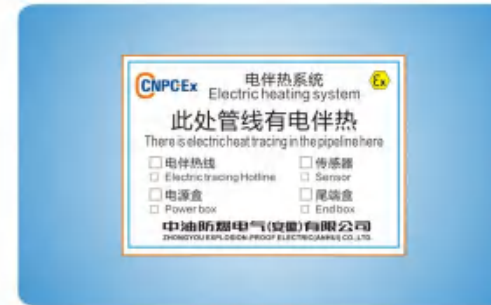 CNPCEx
电伴热系统
Electric heating system
Ex
此处管线有电伴热
There is electric heat tracing in the pipeline here
□ 电伴热线 □ 传感器
□ Electric tracing Hotline □ Sensor
□ 电源盒 □ 尾端盒
□ Power box □ End box
中油防爆电气(安徽)有限公司
ZHONGYOU EXPLOSION-PROOF ELECTRIC(ANHUI) CO.,LTD.